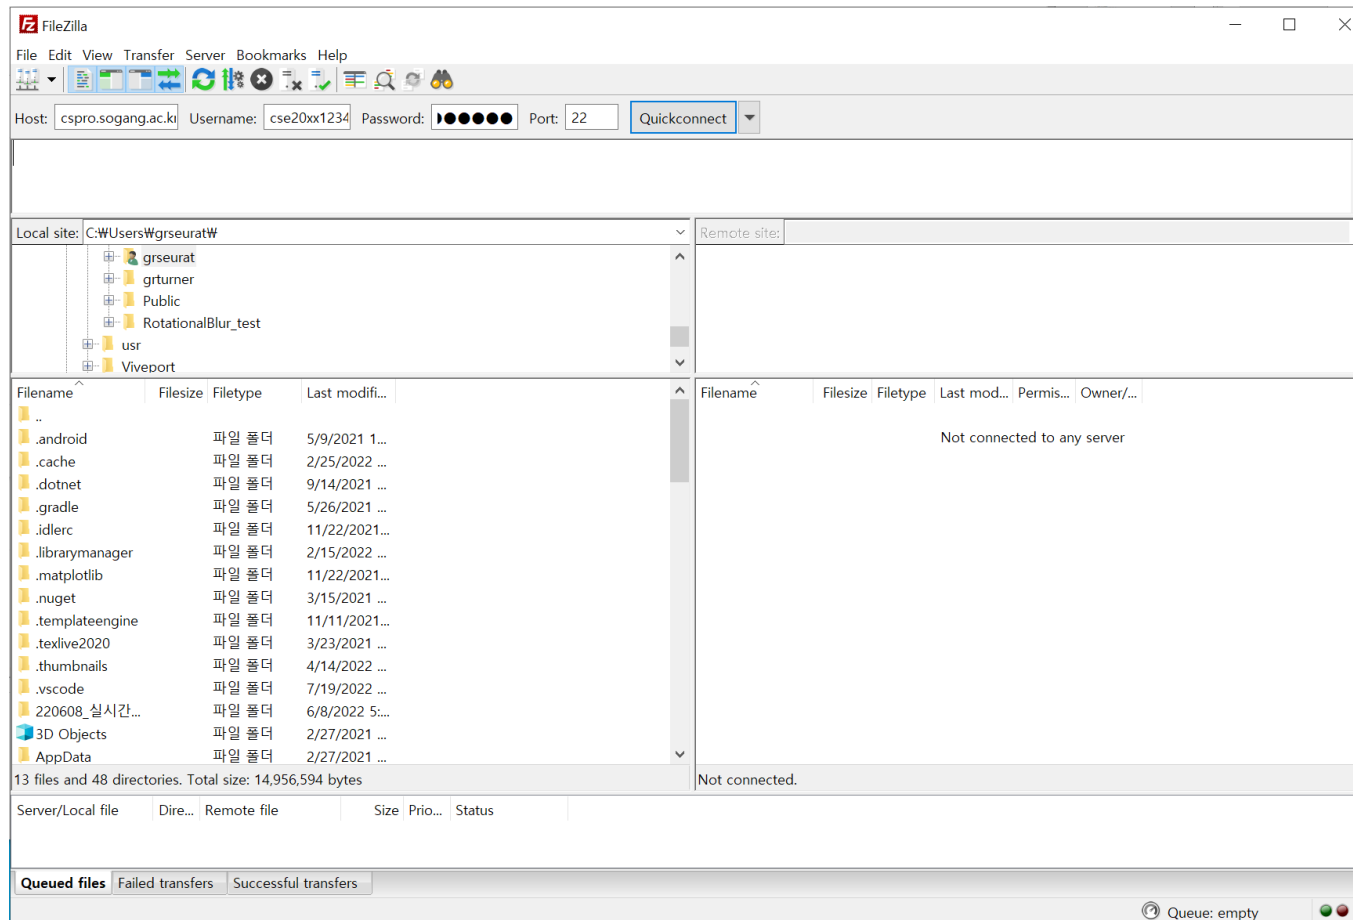 FileZilla
File Edit View Transfer Server Bookmarks Help
Host: cspro.sogang.ac.kr Username: cse20xx1234 Password: ●●●●●● Port: 22 Quickconnect
Local site: C:₩Users₩grseurat₩
Remote site:
grseurat
grturner
Public
RotationalBlur_test
usr
Viveport
Filename Filesize Filetype Last modifi...
..
.android 파일 폴더 5/9/2021 1...
.cache 파일 폴더 2/25/2022 ...
.dotnet 파일 폴더 9/14/2021 ...
.gradle 파일 폴더 5/26/2021 ...
.idlerc 파일 폴더 11/22/2021...
.librarymanager 파일 폴더 2/15/2022 ...
.matplotlib 파일 폴더 11/22/2021...
.nuget 파일 폴더 3/15/2021 ...
.templateengine 파일 폴더 11/11/2021...
.texlive2020 파일 폴더 3/23/2021 ...
.thumbnails 파일 폴더 4/14/2022 ...
.vscode 파일 폴더 7/19/2022 ...
220608_실시간... 파일 폴더 6/8/2022 5:...
3D Objects 파일 폴더 2/27/2021 ...
AppData 파일 폴더 2/27/2021 ...
13 files and 48 directories. Total size: 14,956,594 bytes
Filename Filesize Filetype Last mod... Permis... Owner/...
Not connected to any server
Not connected.
Server/Local file Dire... Remote file Size Prio... Status
Queued files Failed transfers Successful transfers
Queue: empty